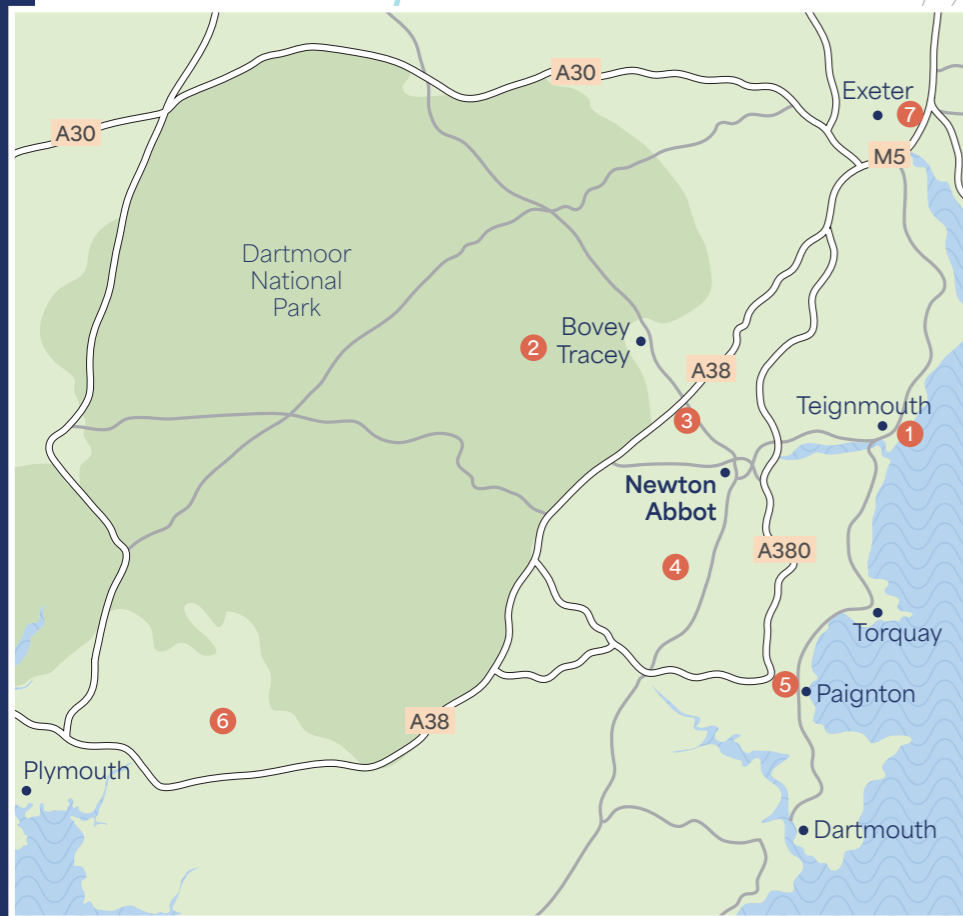 A30
Exeter
7
A30
M5
Dartmoor
National
Park
Bovey
Tracey
2
A38
Teignmouth
3
1
Newton
Abbot
A380
4
Torquay
5
Paignton
6
A38
Plymouth
Dartmouth